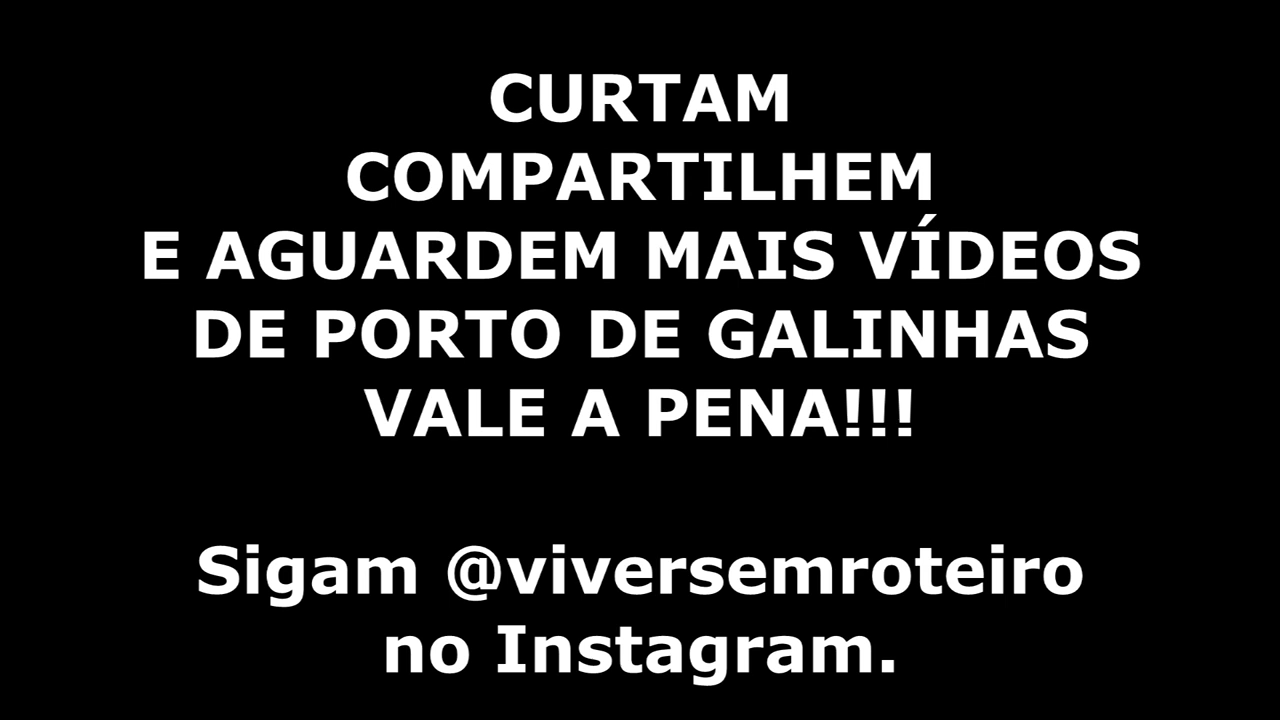 CURTAM
COMPARTILHEM
E AGUARDEM MAIS VÍDEOS
DE PORTO DE GALINHAS
VALE A PENA!!!
Sigam @viversemroteiro
no Instagram.